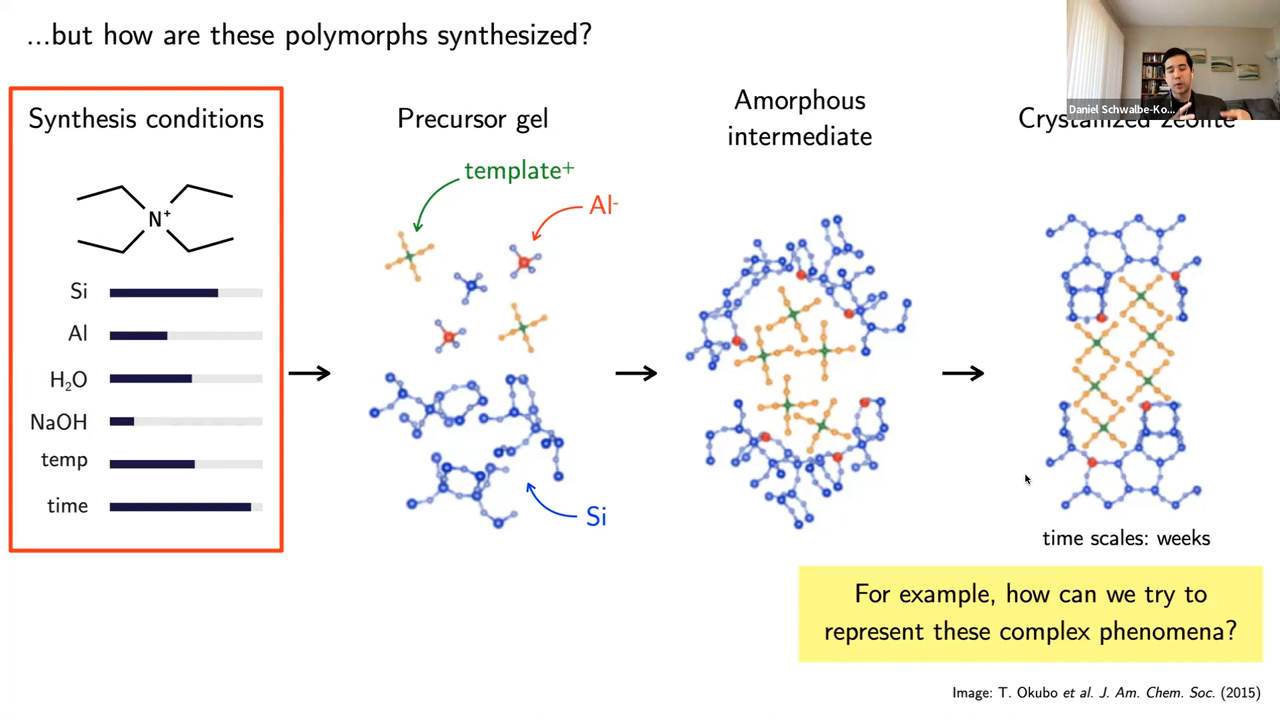 ...but how are these polymorphs synthesized?
Daniel Schwalbe-Ko...
Synthesis conditions
N⁺
Si
Al
H₂O
NaOH
temp
time
Precursor gel
template⁺
Al⁻
Si
Amorphous
intermediate
Crystallized zeolite
time scales: weeks
For example, how can we try to
represent these complex phenomena?
Image: T. Okubo et al. J. Am. Chem. Soc. (2015)